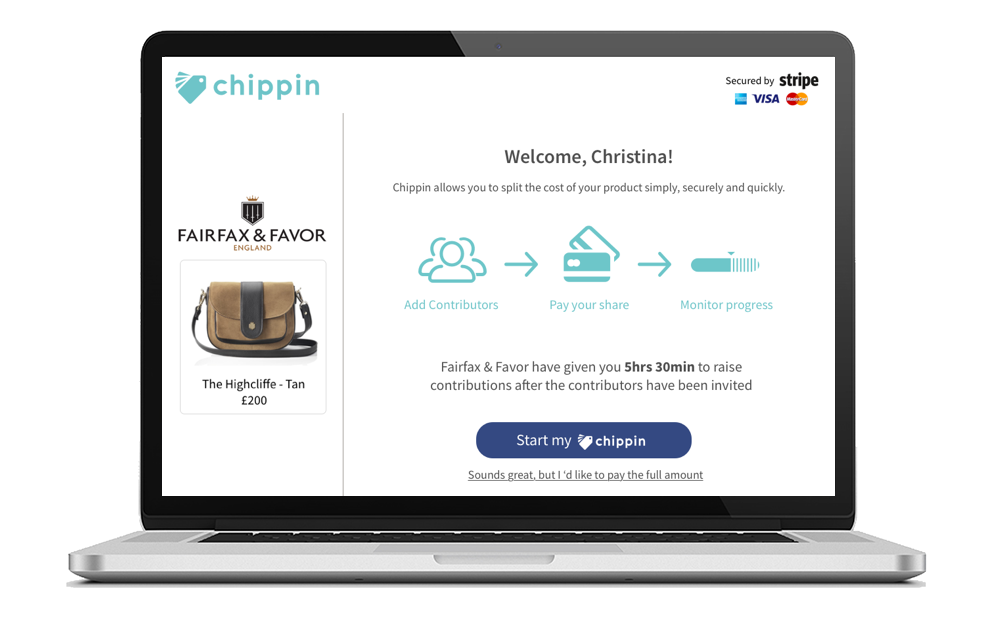 chippin
Secured by stripe
VISA
MasterCard
Welcome, Christina!
Chippin allows you to split the cost of your product simply, securely and quickly.
FAIRFAX & FAVOR
ENGLAND
Add Contributors
Pay your share
Monitor progress
The Highcliffe - Tan
£200
Fairfax & Favor have given you 5hrs 30min to raise
contributions after the contributors have been invited
Start my chippin
Sounds great, but I 'd like to pay the full amount